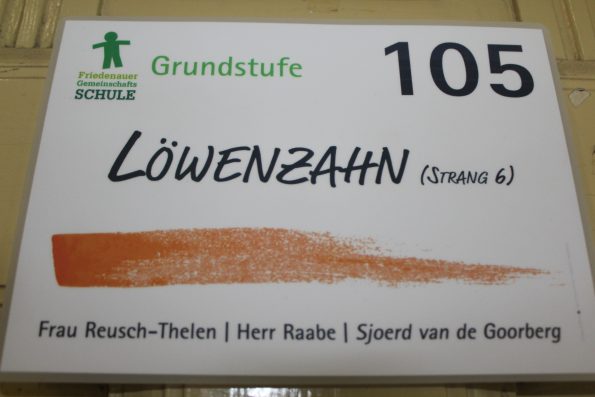 Friedenauer
Gemeinschafts
SCHULE
Grundstufe
105
LÖWENZAHN (STRANG 6)
Frau Reusch-Thelen | Herr Raabe | Sjoerd van de Goorberg